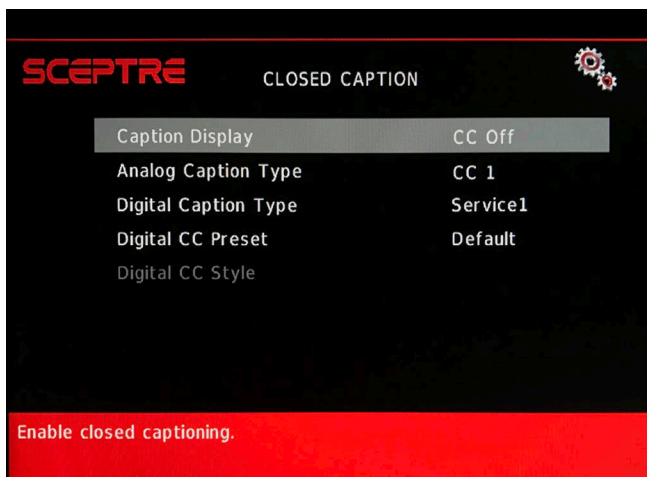 SCEPTRE
CLOSED CAPTION
Caption Display CC Off
Analog Caption Type CC 1
Digital Caption Type Service1
Digital CC Preset Default
Digital CC Style
Enable closed captioning.